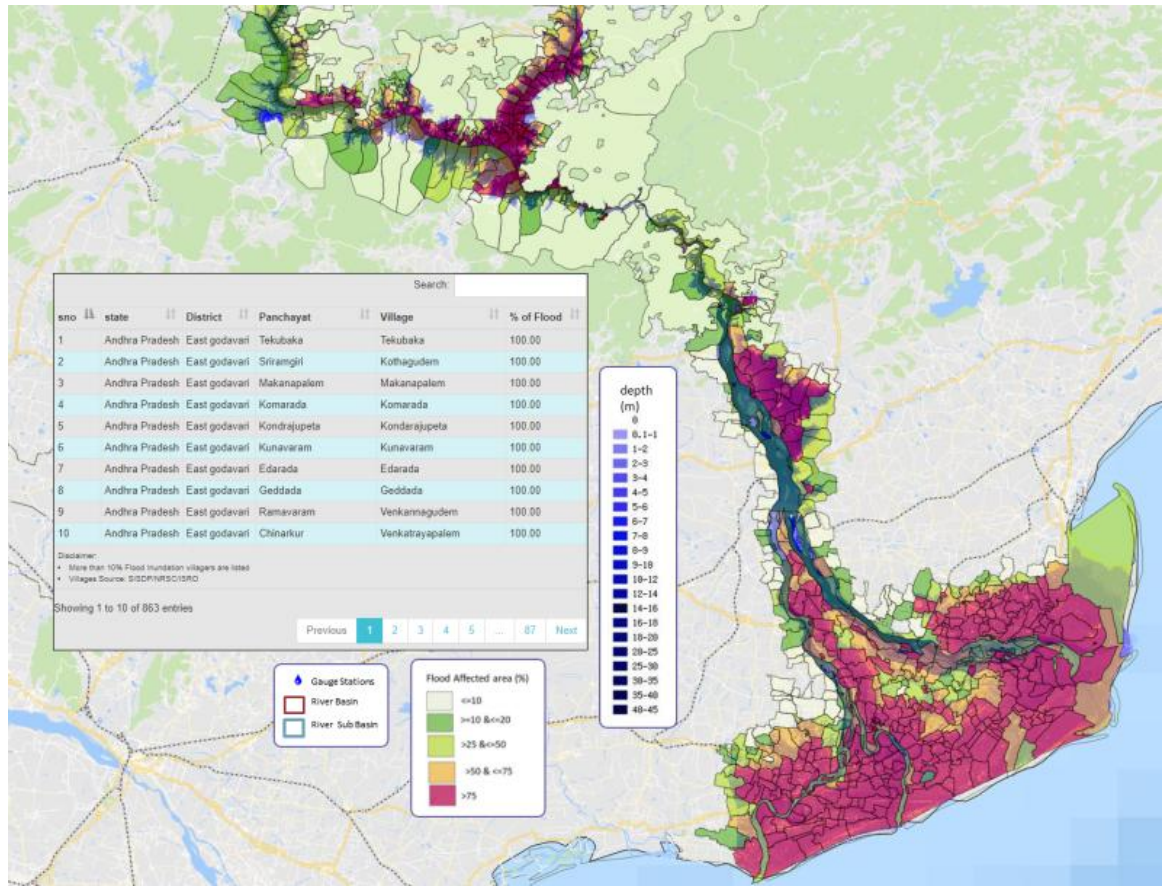 Search:
sno state District Panchayat Village % of Flood
1 Andhra Pradesh East godavari Tekubaka Tekubaka 100.00
2 Andhra Pradesh East godavari Sriramgiri Kothagudem 100.00
3 Andhra Pradesh East godavari Makanapalem Makanapalem 100.00
4 Andhra Pradesh East godavari Komarada Komarada 100.00
5 Andhra Pradesh East godavari Kondrajupeta Kondarajupeta 100.00
6 Andhra Pradesh East godavari Kunavaram Kunavaram 100.00
7 Andhra Pradesh East godavari Edarada Edarada 100.00
8 Andhra Pradesh East godavari Geddada Geddada 100.00
9 Andhra Pradesh East godavari Ramavaram Venkannagudem 100.00
10 Andhra Pradesh East godavari Chinarkur Venkatrayapalem 100.00
Disclaimer:
• More than 10% Flood Inundation villagers are listed
• Villages Source: SISDP/NRSC/ISRO
Showing 1 to 10 of 863 entries
Previous 1 2 3 4 5 ... 87 Next
Gauge Stations
River Basin
River Sub Basin
Flood Affected area (%)
<=10
>=10 &<=20
>25 &<=50
>50 & <=75
>75
depth
(m)
0
0.1-1
1-2
2-3
3-4
4-5
5-6
6-7
7-8
8-9
9-10
10-12
12-14
14-16
16-18
18-20
20-25
25-30
30-35
35-40
40-45